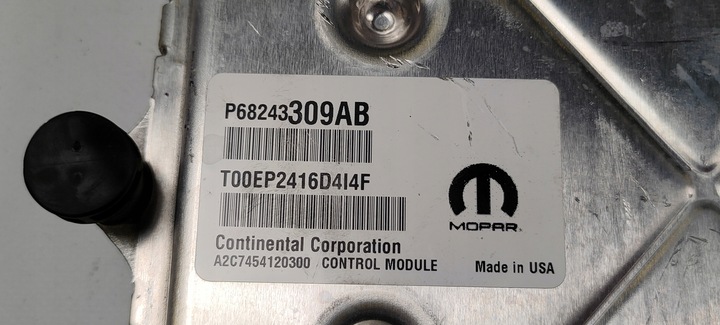 P68243309AB
T00EP2416D4I4F
MOPAR
Continental Corporation
A2C7454120300 CONTROL MODULE Made in USA